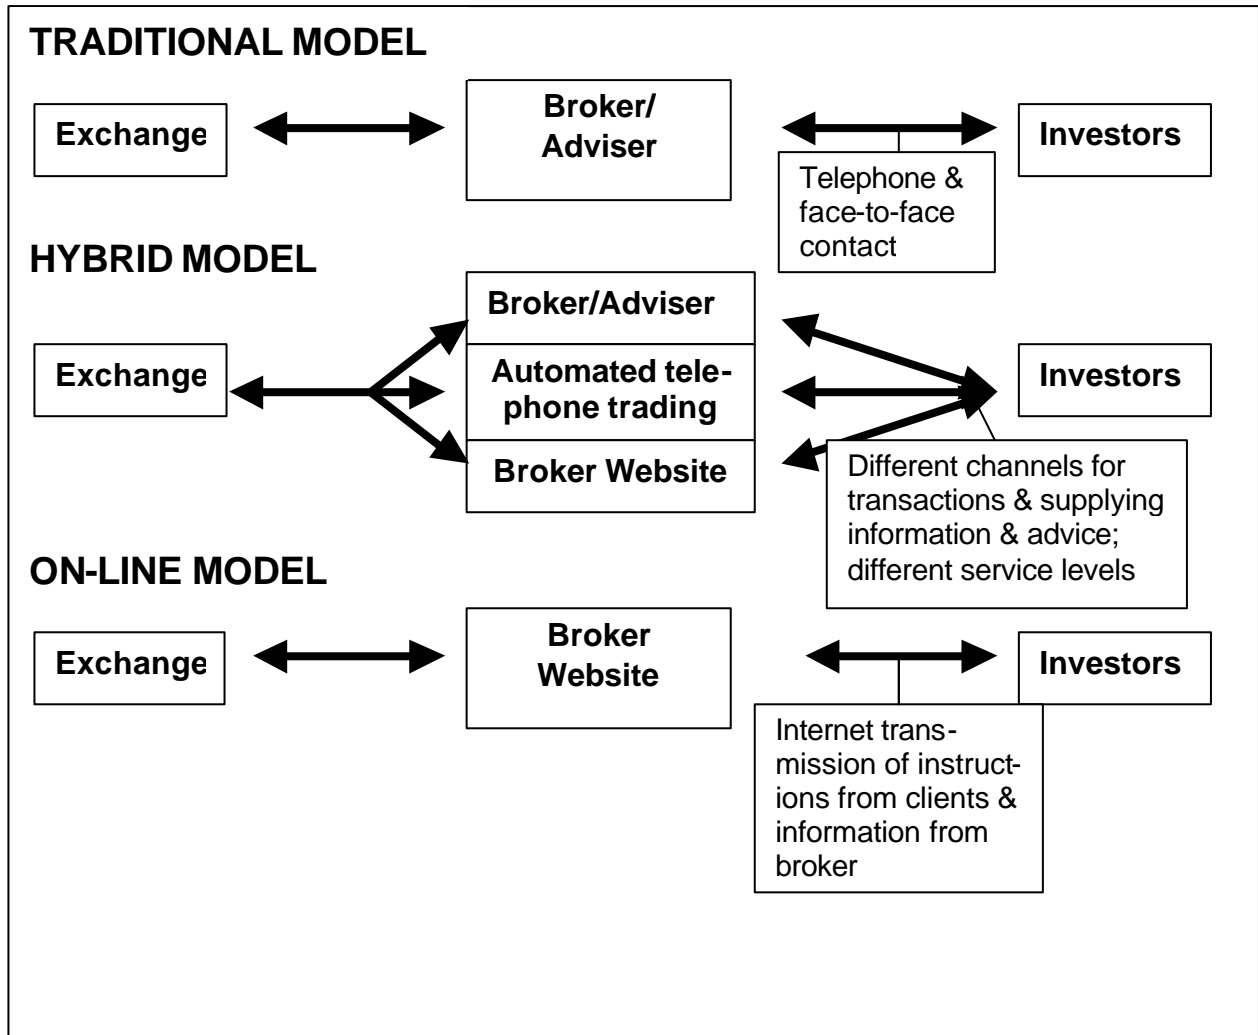 TRADITIONAL MODEL
Exchange
Broker/
Adviser
Investors
Telephone &
face-to-face
contact
HYBRID MODEL
Exchange
Broker/Adviser
Automated tele-
phone trading
Broker Website
Investors
Different channels for
transactions & supplying
information & advice;
different service levels
ON-LINE MODEL
Exchange
Broker
Website
Investors
Internet trans-
mission of instruct-
ions from clients &
information from
broker